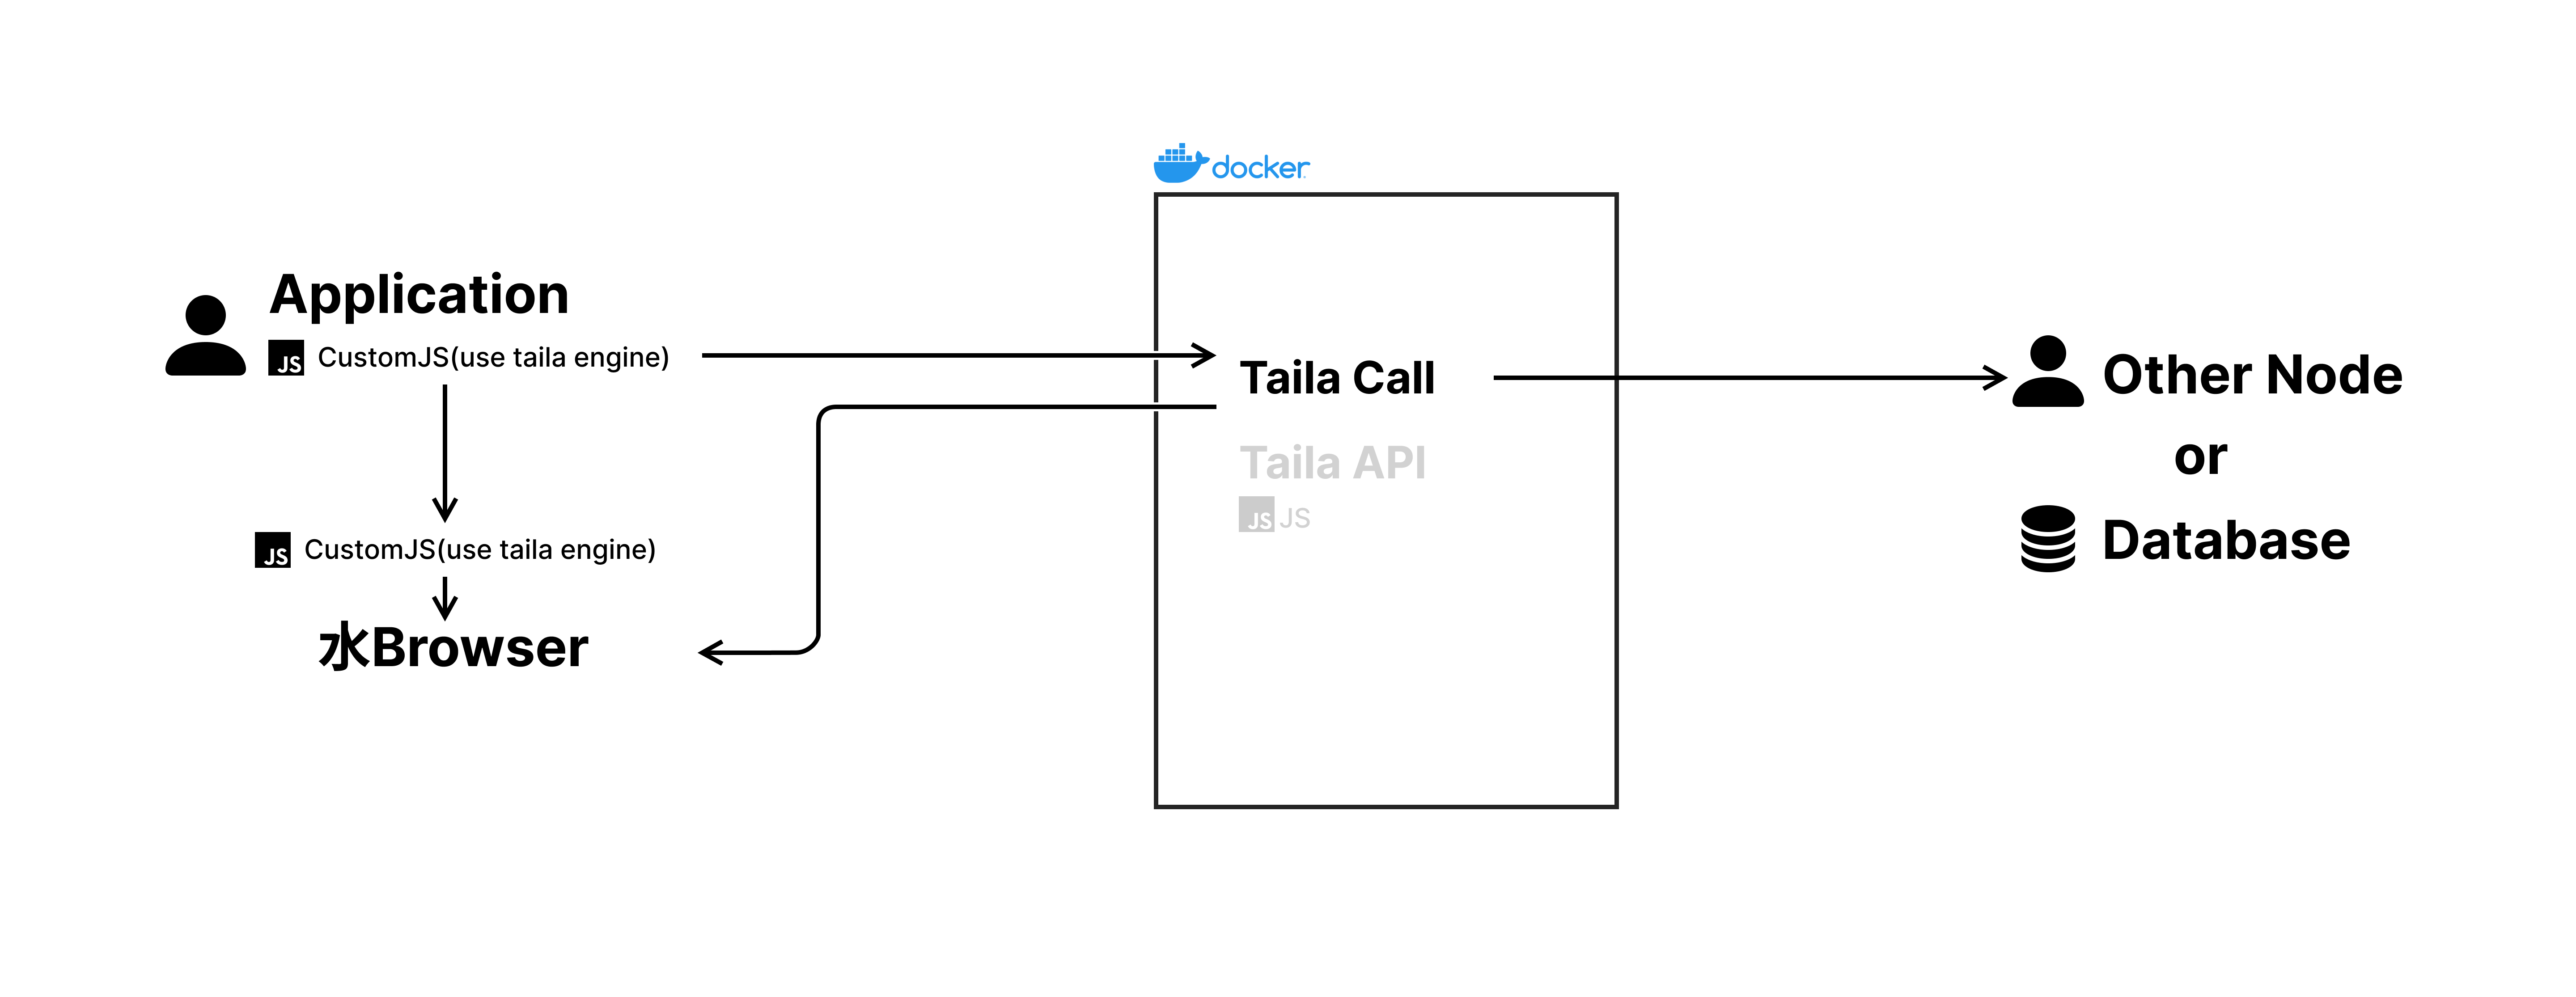 docker
Application
JS CustomJS(use taila engine)
Taila Call
Other Node
or
Taila API
JS JS
Database
JS CustomJS(use taila engine)
水Browser